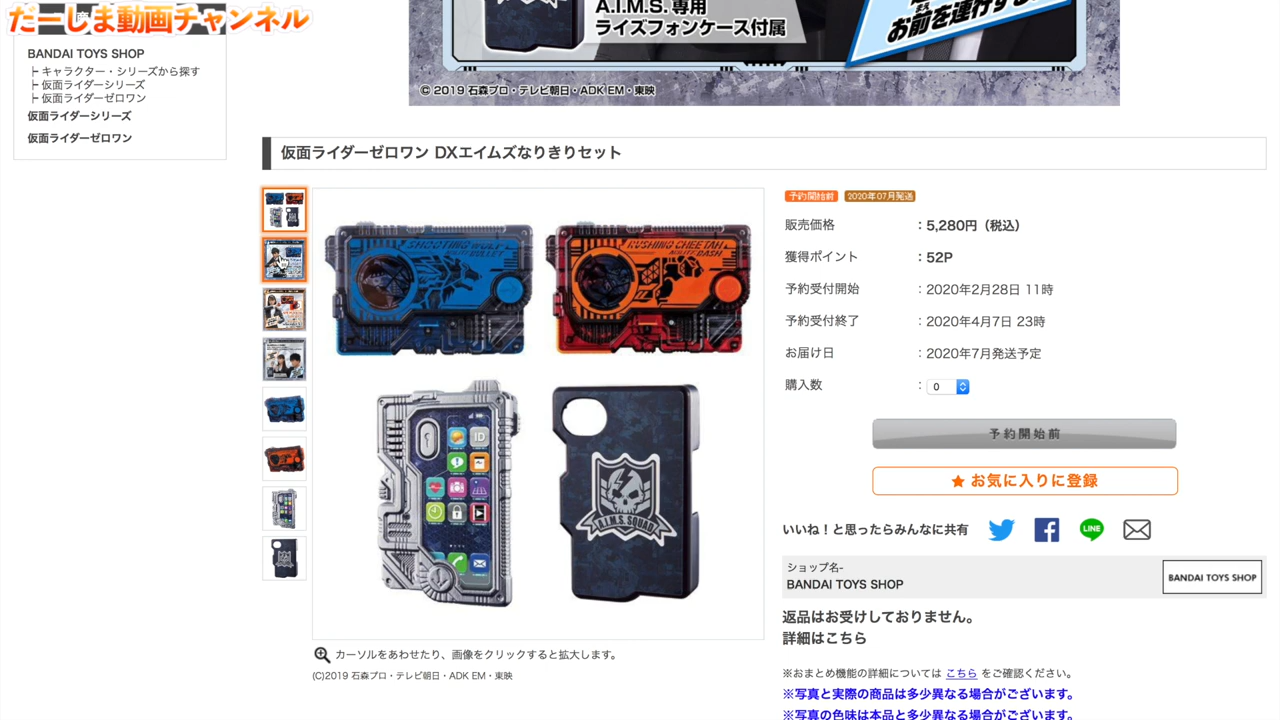 だーしま動画チャンネル
BANDAI TOYS SHOP
┣ キャラクター・シリーズから探す
┣ 仮面ライダーシリーズ
┣ 仮面ライダーゼロワン
仮面ライダーシリーズ
仮面ライダーゼロワン
A.I.M.S.専用
ライズフォンケース付属
お前を連行する
© 2019 石森プロ・テレビ朝日・ADK EM・東映
仮面ライダーゼロワン DXエイムズなりきりセット
SHOOTING WOLF
BULLET
RUSHING CHEETAH
DASH
ID
A.I.M.S. SQUAD
カーソルをあわせたり、画像をクリックすると拡大します。
(C)2019 石森プロ・テレビ朝日・ADK EM・東映
予約開始前 2020年07月発送
販売価格 ：5,280円（税込）
獲得ポイント ：52P
予約受付開始 ：2020年2月28日 11時
予約受付終了 ：2020年4月7日 23時
お届け日 ：2020年7月発送予定
購入数 ：0
予約開始前
★ お気に入りに登録
いいね！と思ったらみんなに共有 LINE
ショップ名-
BANDAI TOYS SHOP
BANDAI TOYS SHOP
返品はお受けしておりません。
詳細はこちら
※おまとめ機能の詳細については こちら をご確認ください。
※写真と実際の商品は多少異なる場合がございます。
※写真の色味は本品と多少異なる場合がございます。